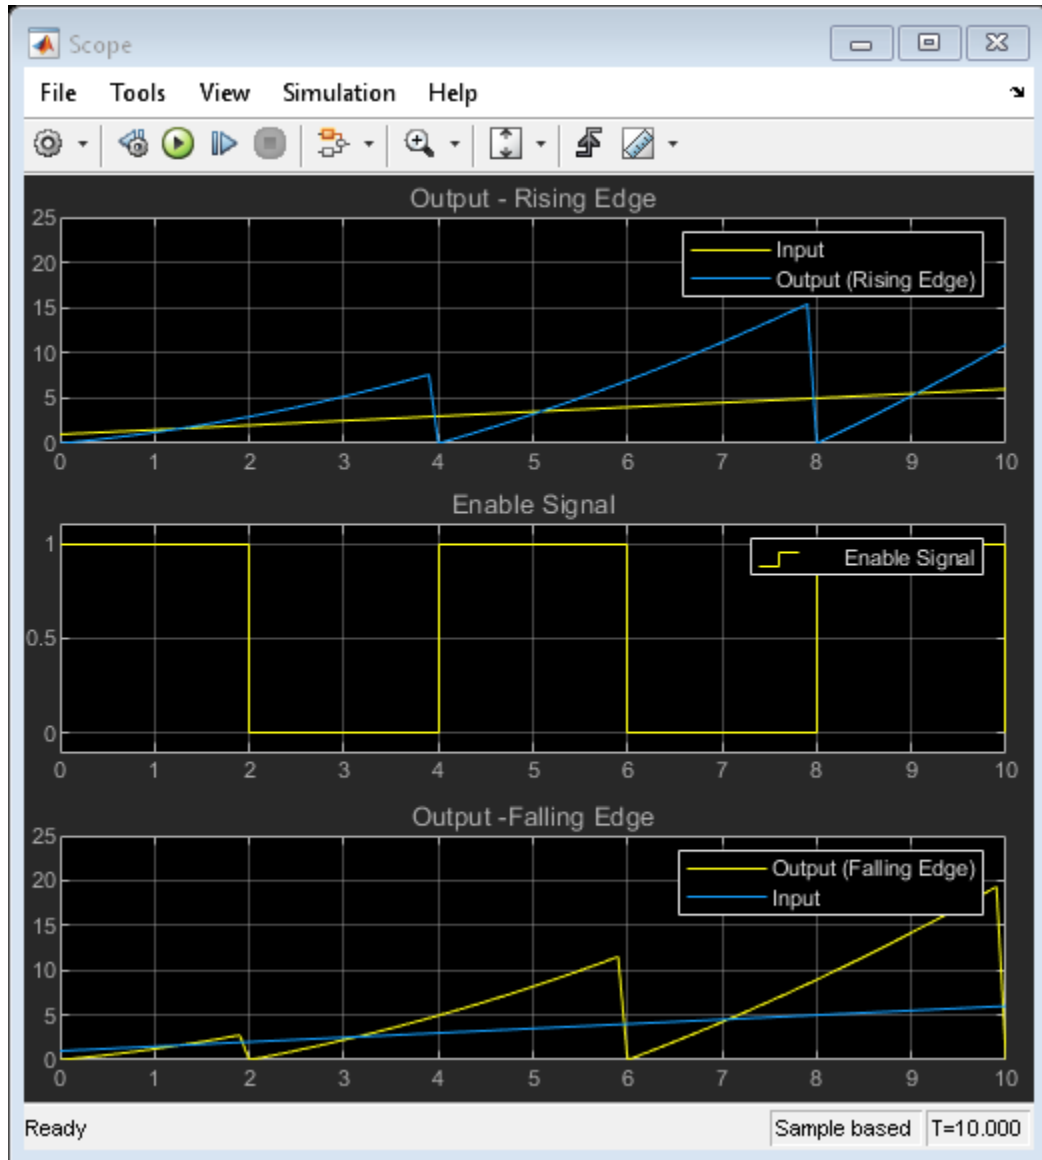 Scope
File Tools View Simulation Help
Output - Rising Edge
25
20
15
10
5
0
Input
Output (Rising Edge)
0 1 2 3 4 5 6 7 8 9 10
Enable Signal
1
0.5
0
Enable Signal
0 1 2 3 4 5 6 7 8 9 10
Output -Falling Edge
25
20
15
10
5
0
Output (Falling Edge)
Input
0 1 2 3 4 5 6 7 8 9 10
Ready Sample based T=10.000